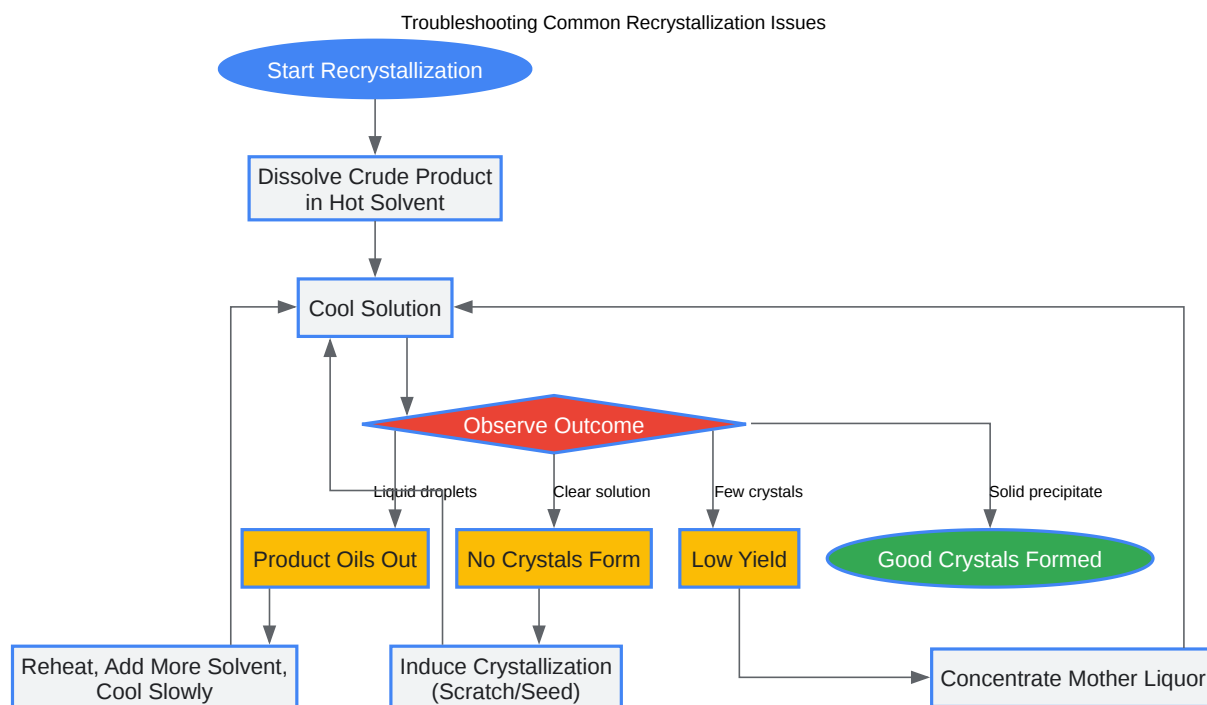 Troubleshooting Common Recrystallization Issues
Start Recrystallization
Dissolve Crude Product
in Hot Solvent
Cool Solution
Observe Outcome
Liquid droplets
Clear solution
Few crystals
Solid precipitate
Product Oils Out
No Crystals Form
Low Yield
Good Crystals Formed
Reheat, Add More Solvent,
Cool Slowly
Induce Crystallization
(Scratch/Seed)
Concentrate Mother Liquor